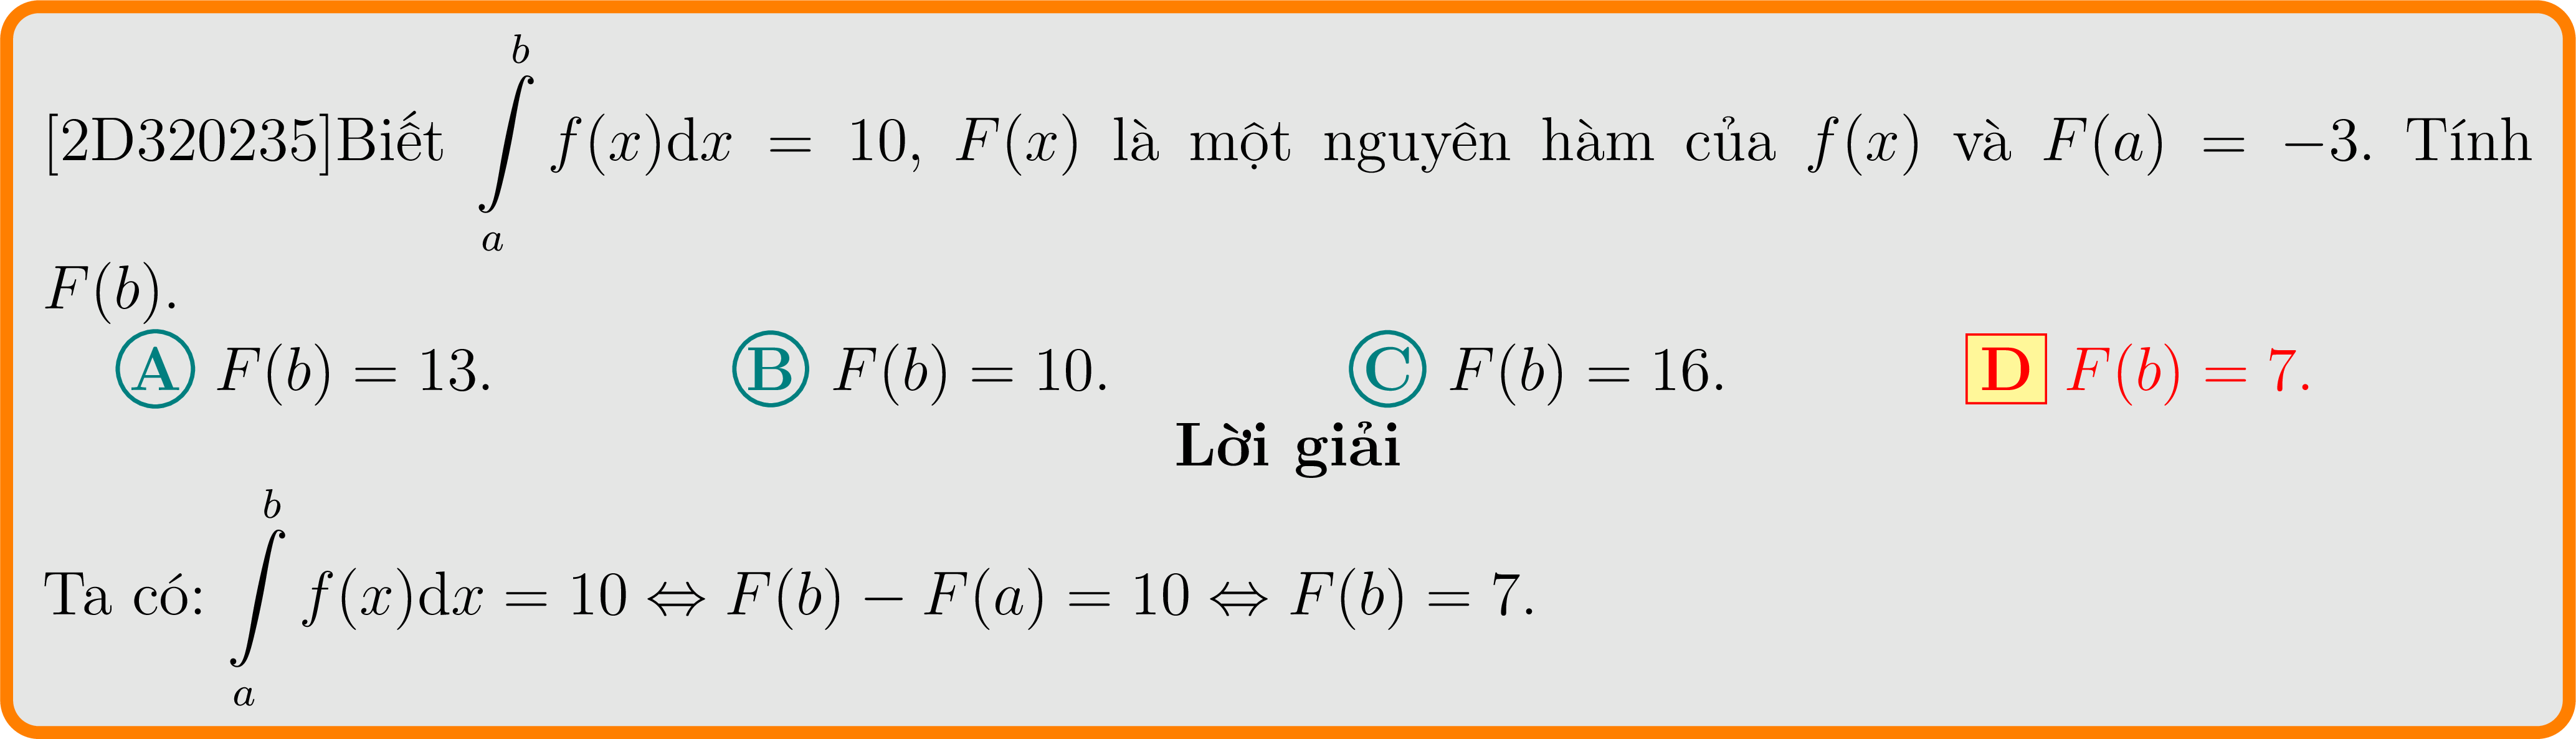 [2D320235]Biết $\int\limits_a^b f(x)\mathrm{d}x = 10$, $F(x)$ là một nguyên hàm của $f(x)$ và $F(a) = -3$. Tính
$F(b)$.
A $F(b) = 13$. B $F(b) = 10$. C $F(b) = 16$. D $F(b) = 7$.
Lời giải
Ta có: $\int\limits_a^b f(x)\mathrm{d}x = 10 \Leftrightarrow F(b) - F(a) = 10 \Leftrightarrow F(b) = 7$.